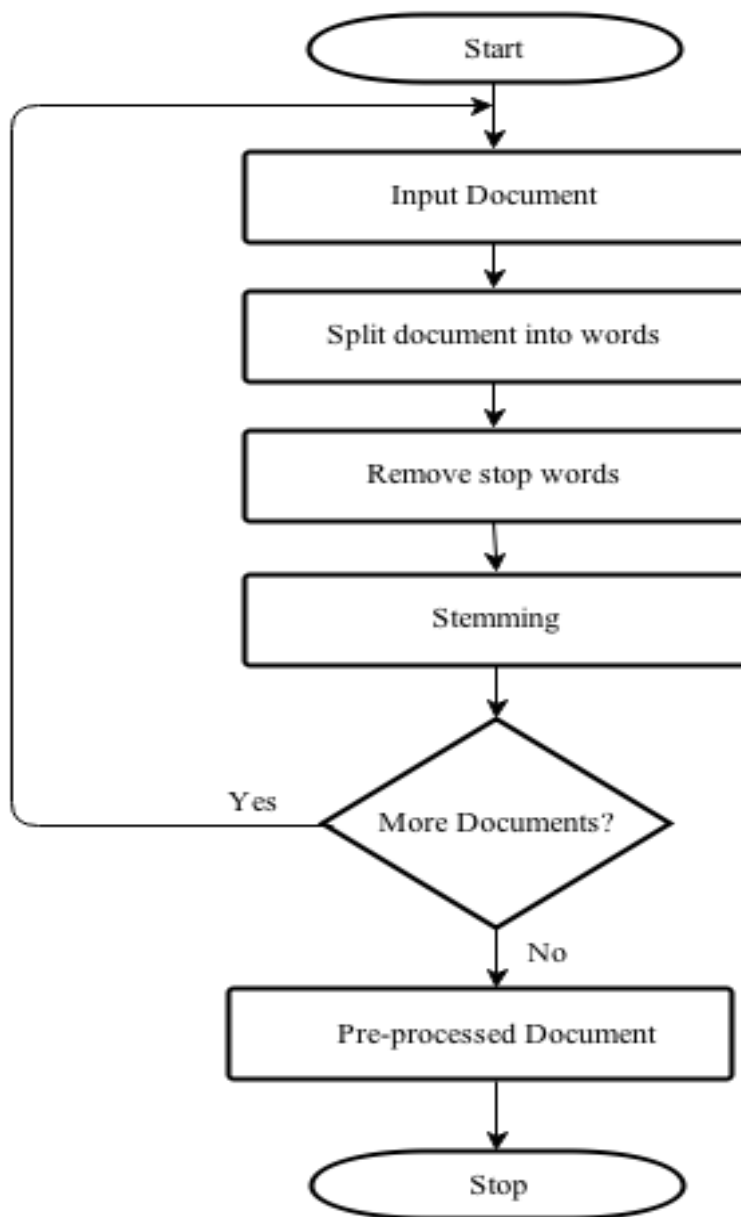 Start
Input Document
Split document into words
Remove stop words
Stemming
Yes
More Documents?
No
Pre-processed Document
Stop